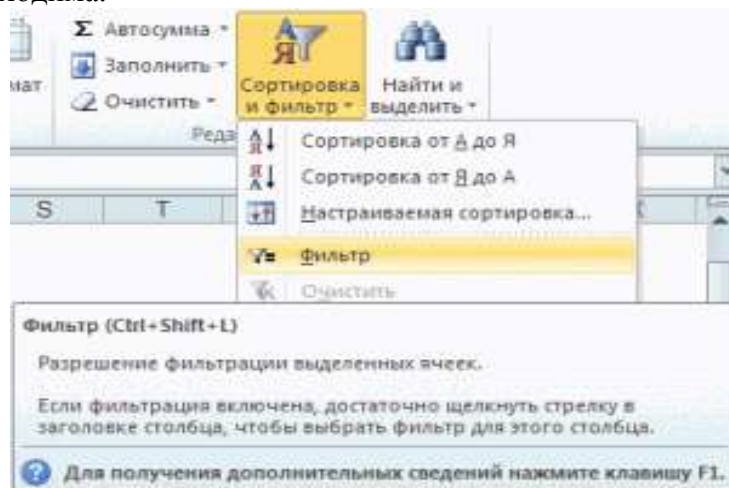 Σ Автосумма
Заполнить
Очистить
Сортировка и фильтр
Найти и выделить
мат
Реда
Сортировка от А до Я
Сортировка от Я до А
S T
Настраиваемая сортировка...
Фильтр
Очистить
Фильтр (Ctrl+Shift+L)
Разрешение фильтрации выделенных ячеек.
Если фильтрация включена, достаточно щелкнуть стрелку в
заголовке столбца, чтобы выбрать фильтр для этого столбца.
Для получения дополнительных сведений нажмите клавишу F1.